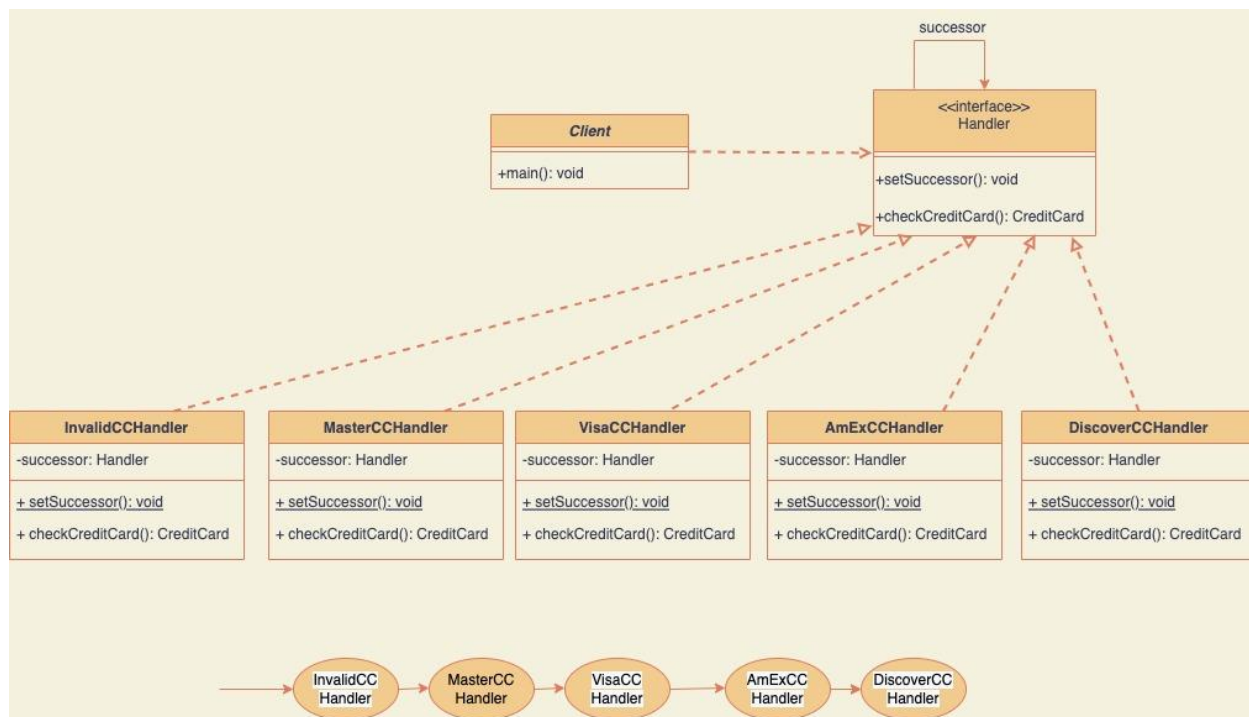 successor
<<interface>>
Handler
Client
+main(): void
+setSuccessor(): void
+checkCreditCard(): CreditCard
InvalidCCHandler
-successor: Handler
+ setSuccessor(): void
+ checkCreditCard(): CreditCard
MasterCCHandler
-successor: Handler
+ setSuccessor(): void
+ checkCreditCard(): CreditCard
VisaCCHandler
-successor: Handler
+ setSuccessor(): void
+ checkCreditCard(): CreditCard
AmExCCHandler
-successor: Handler
+ setSuccessor(): void
+ checkCreditCard(): CreditCard
DiscoverCCHandler
-successor: Handler
+ setSuccessor(): void
+ checkCreditCard(): CreditCard
InvalidCC
Handler
MasterCC
Handler
VisaCC
Handler
AmExCC
Handler
DiscoverCC
Handler